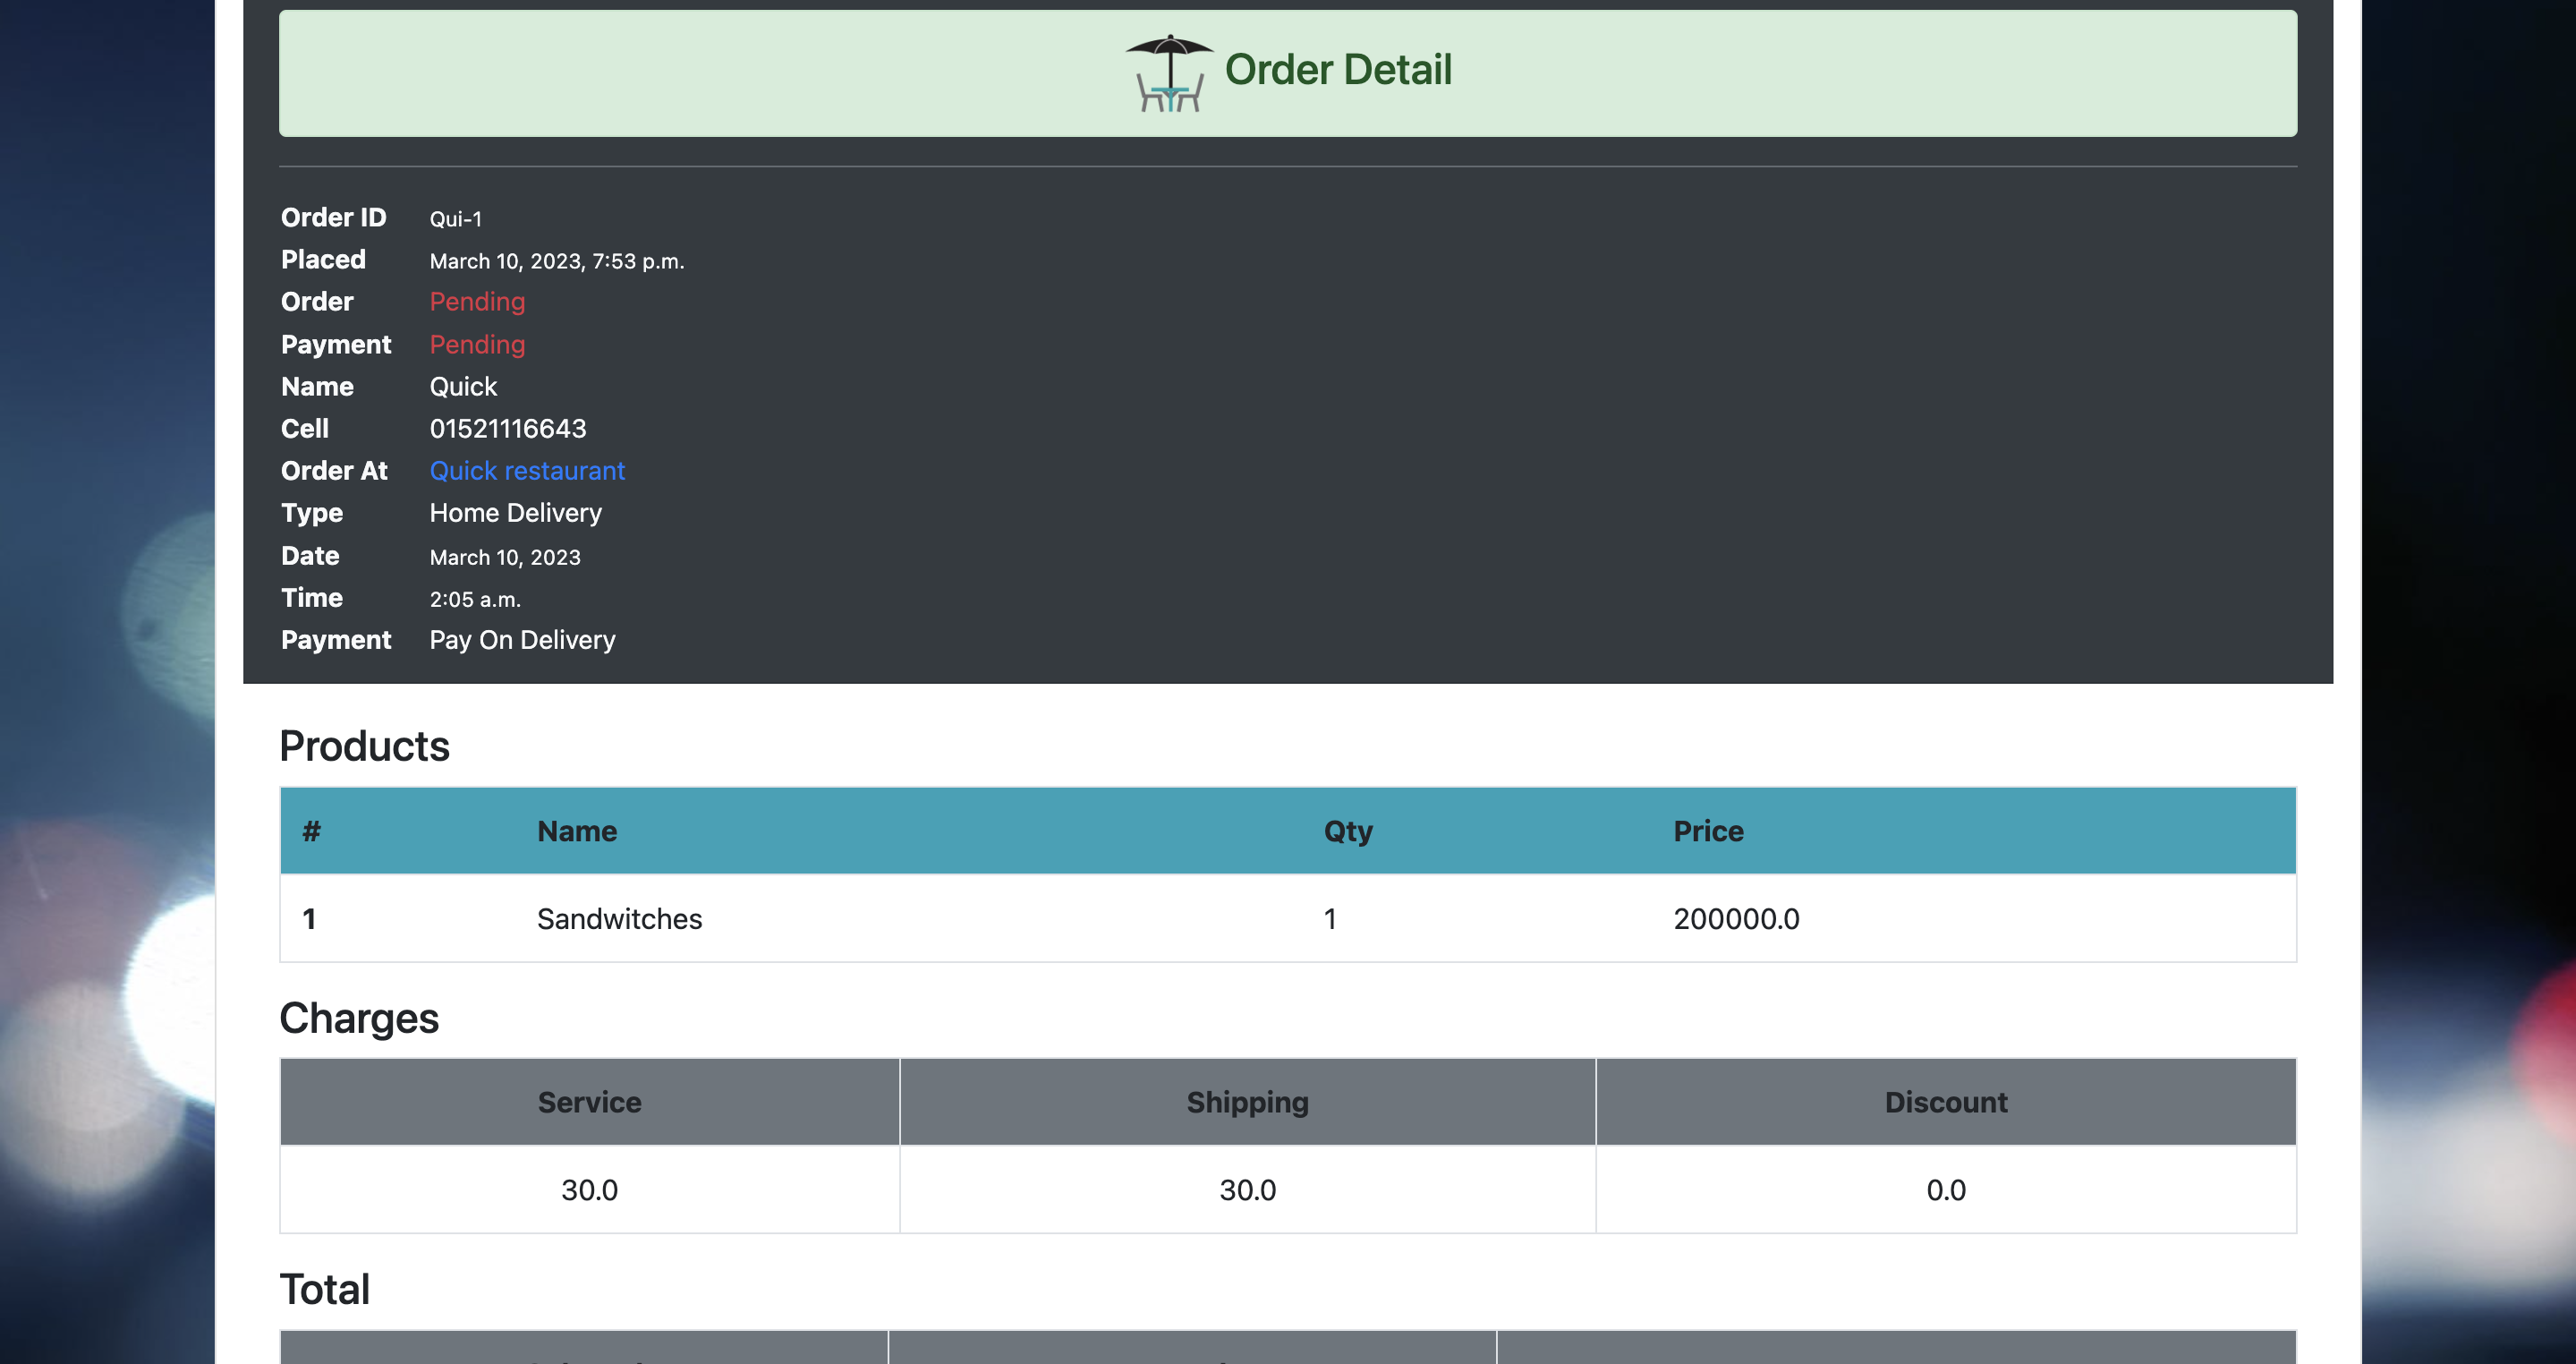 Order Detail
Order ID Qui-1
Placed March 10, 2023, 7:53 p.m.
Order Pending
Payment Pending
Name Quick
Cell 01521116643
Order At Quick restaurant
Type Home Delivery
Date March 10, 2023
Time 2:05 a.m.
Payment Pay On Delivery
Products
# Name Qty Price
1 Sandwitches 1 200000.0
Charges
Service Shipping Discount
30.0 30.0 0.0
Total